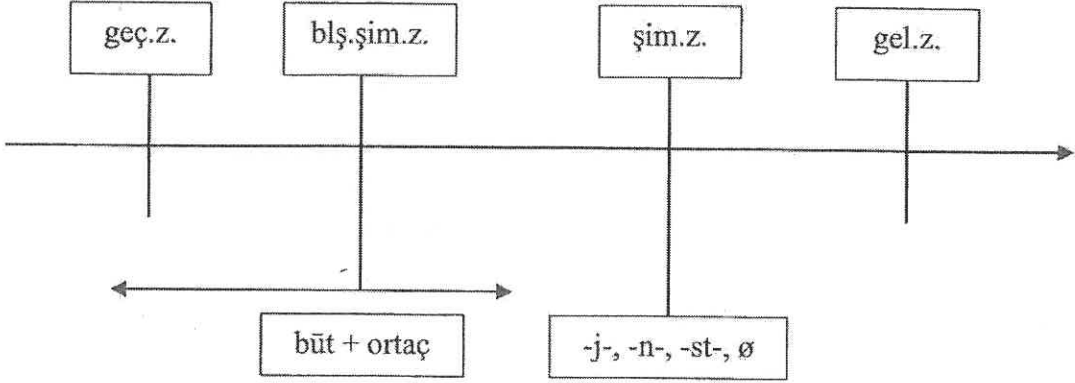 geç.z.
blş.şim.z.
şim.z.
gel.z.
būt + ortaç
-j-, -n-, -st-, ø